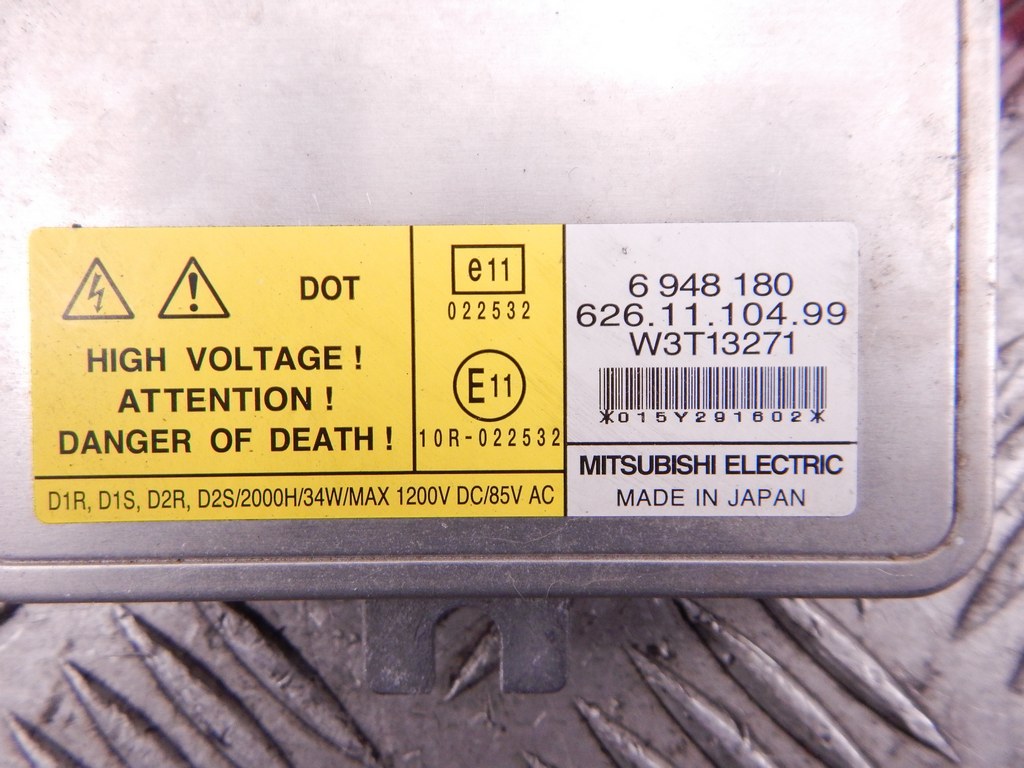 DOT
HIGH VOLTAGE !
ATTENTION !
DANGER OF DEATH !
e11
022532
E11
10R-022532
D1R, D1S, D2R, D2S/2000H/34W/MAX 1200V DC/85V AC
6 948 180
626.11.104.99
W3T13271
*015Y291602*
MITSUBISHI ELECTRIC
MADE IN JAPAN